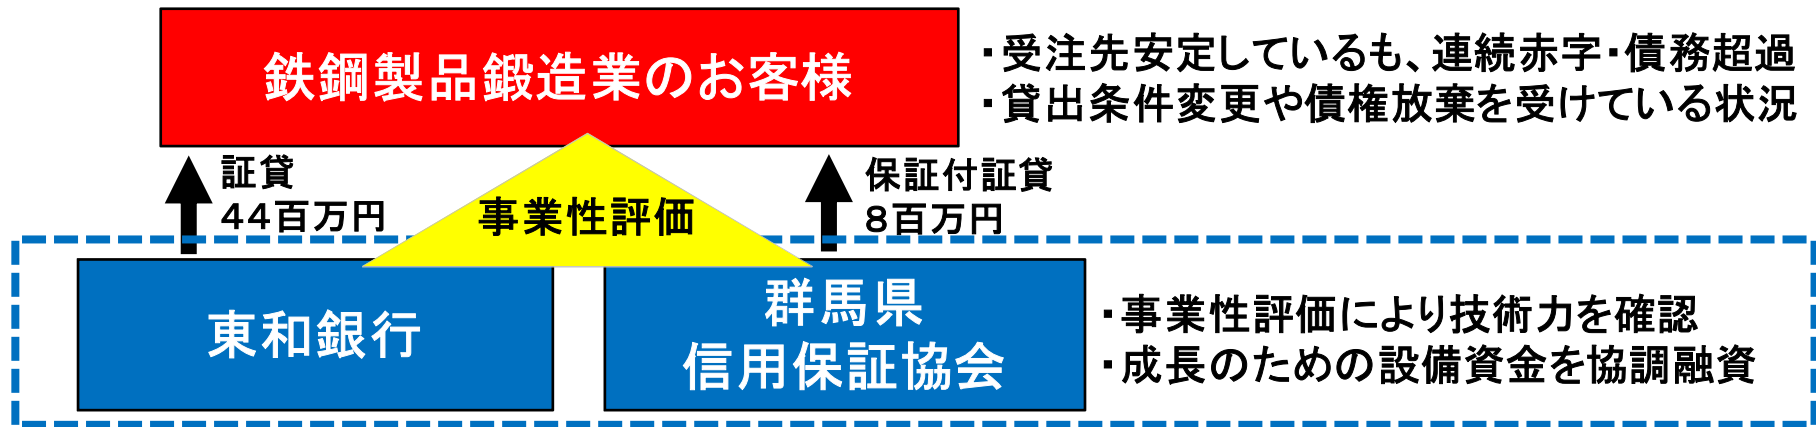 鉄鋼製品鍛造業のお客様
・受注先安定しているも、連続赤字・債務超過
・貸出条件変更や債権放棄を受けている状況
証貸
44百万円
事業性評価
保証付証貸
8百万円
東和銀行
群馬県
信用保証協会
・事業性評価により技術力を確認
・成長のための設備資金を協調融資